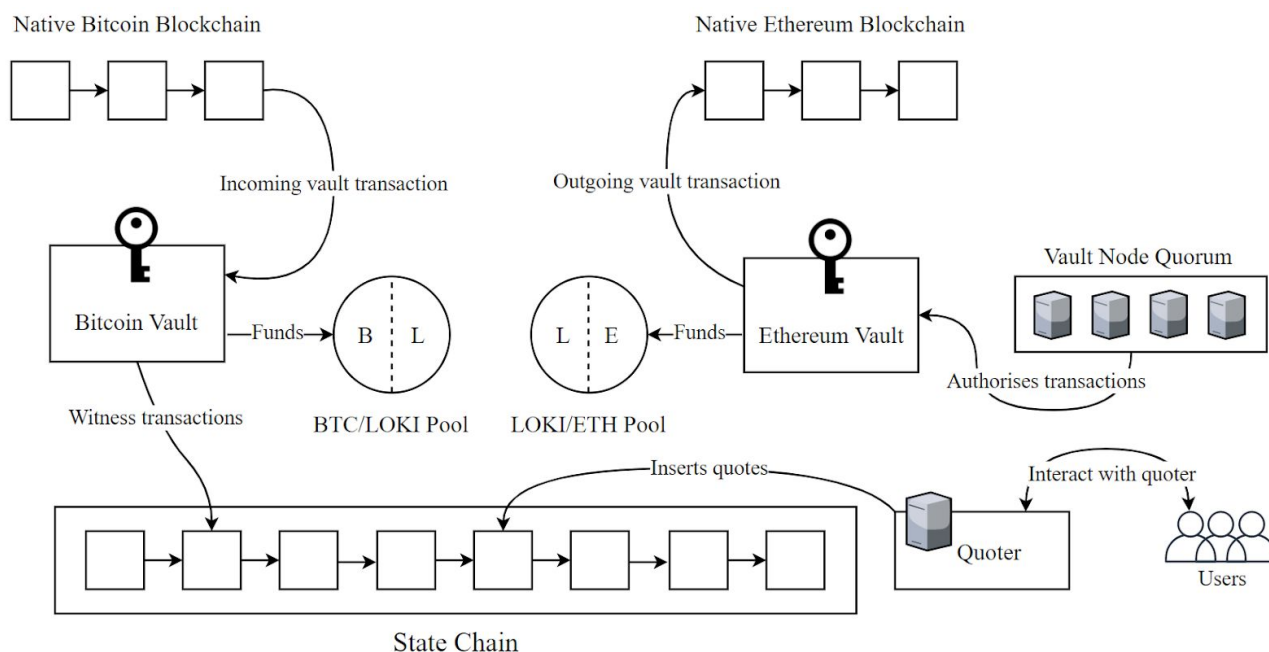 Native Bitcoin Blockchain
Native Ethereum Blockchain
Incoming vault transaction
Outgoing vault transaction
Vault Node Quorum
Bitcoin Vault
Funds
B
L
L
E
Funds
Ethereum Vault
Authorises transactions
Witness transactions
BTC/LOKI Pool
LOKI/ETH Pool
Inserts quotes
Interact with quoter
Quoter
Users
State Chain